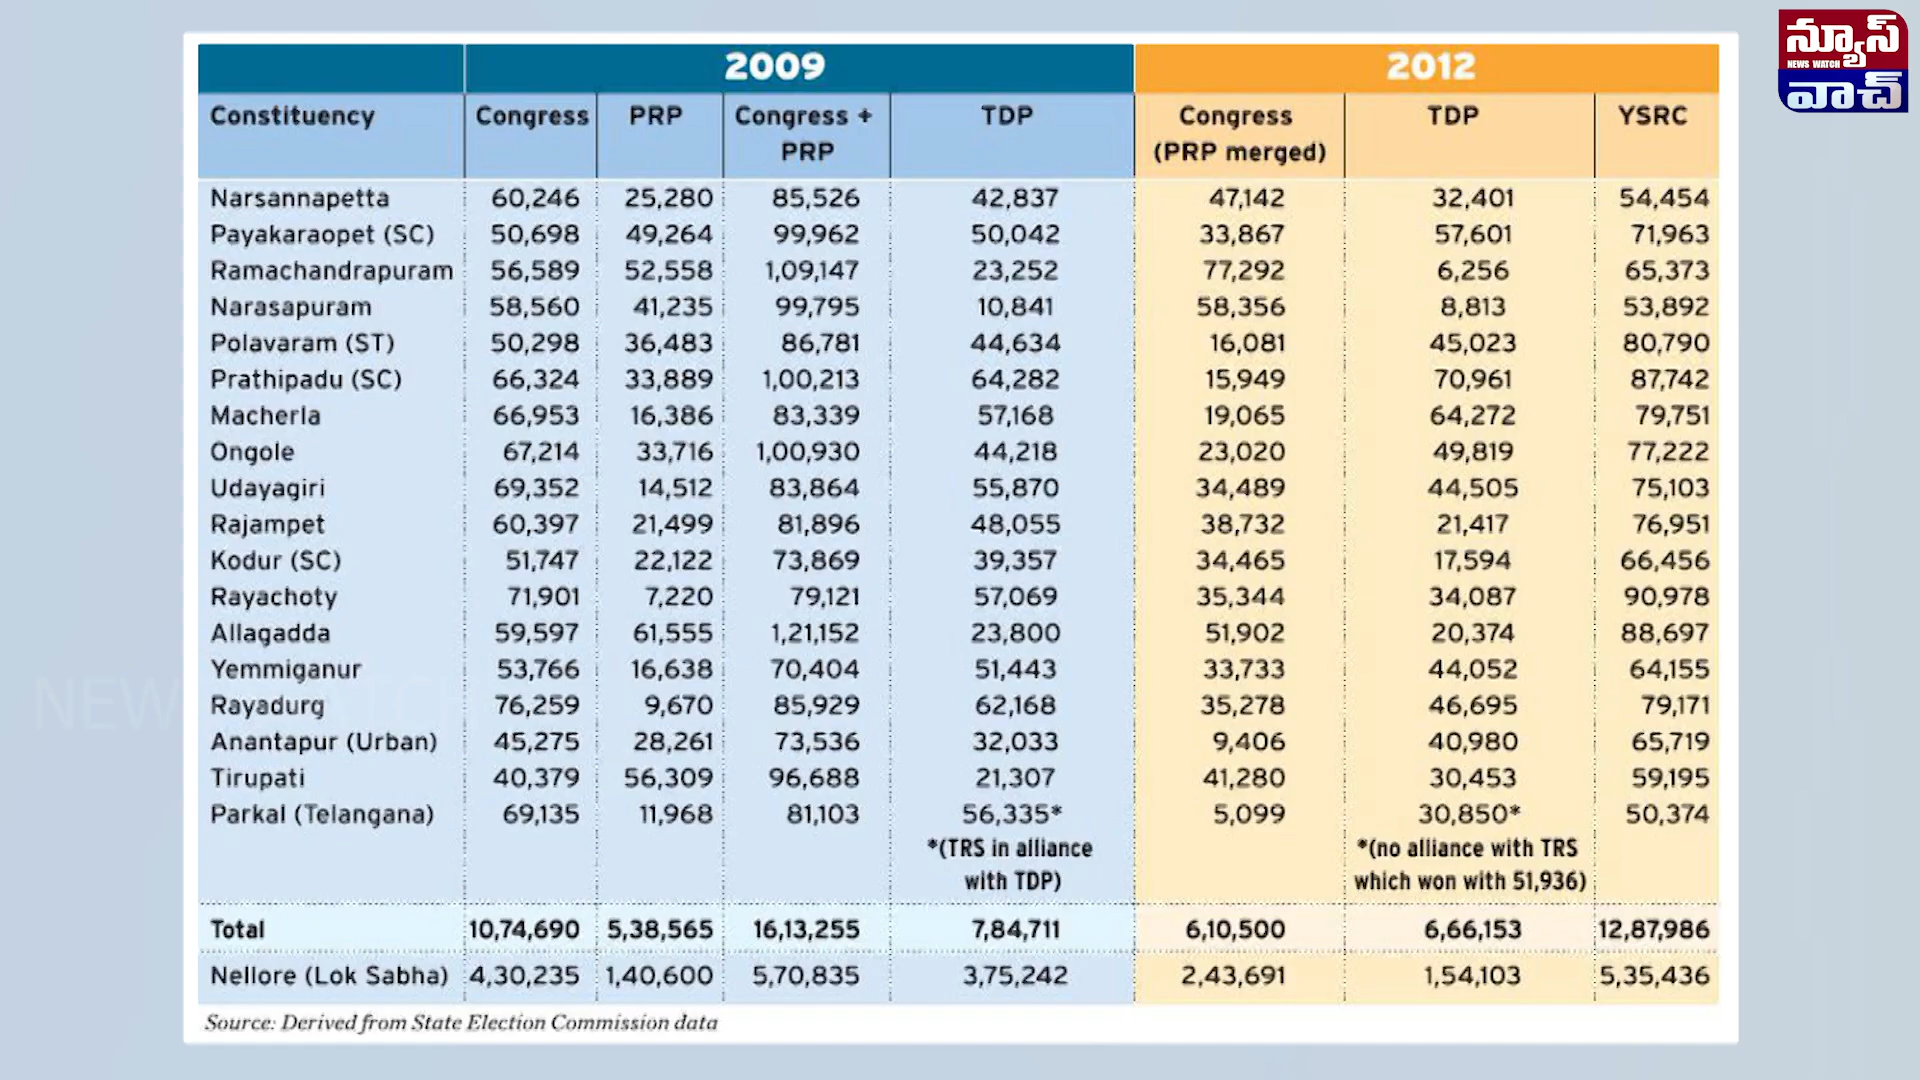 న్యూస్
NEWS WATCH
వాచ్
2009 2012
Constituency Congress PRP Congress + TDP Congress TDP YSRC
PRP (PRP merged)
Narsannapetta 60,246 25,280 85,526 42,837 47,142 32,401 54,454
Payakaraopet (SC) 50,698 49,264 99,962 50,042 33,867 57,601 71,963
Ramachandrapuram 56,589 52,558 1,09,147 23,252 77,292 6,256 65,373
Narasapuram 58,560 41,235 99,795 10,841 58,356 8,813 53,892
Polavaram (ST) 50,298 36,483 86,781 44,634 16,081 45,023 80,790
Prathipadu (SC) 66,324 33,889 1,00,213 64,282 15,949 70,961 87,742
Macherla 66,953 16,386 83,339 57,168 19,065 64,272 79,751
Ongole 67,214 33,716 1,00,930 44,218 23,020 49,819 77,222
Udayagiri 69,352 14,512 83,864 55,870 34,489 44,505 75,103
Rajampet 60,397 21,499 81,896 48,055 38,732 21,417 76,951
Kodur (SC) 51,747 22,122 73,869 39,357 34,465 17,594 66,456
Rayachoty 71,901 7,220 79,121 57,069 35,344 34,087 90,978
Allagadda 59,597 61,555 1,21,152 23,800 51,902 20,374 88,697
Yemmiganur 53,766 16,638 70,404 51,443 33,733 44,052 64,155
Rayadurg 76,259 9,670 85,929 62,168 35,278 46,695 79,171
Anantapur (Urban) 45,275 28,261 73,536 32,033 9,406 40,980 65,719
Tirupati 40,379 56,309 96,688 21,307 41,280 30,453 59,195
Parkal (Telangana) 69,135 11,968 81,103 56,335* 5,099 30,850* 50,374
*(TRS in alliance *(no alliance with TRS
with TDP) which won with 51,936)
Total 10,74,690 5,38,565 16,13,255 7,84,711 6,10,500 6,66,153 12,87,986
Nellore (Lok Sabha) 4,30,235 1,40,600 5,70,835 3,75,242 2,43,691 1,54,103 5,35,436
Source: Derived from State Election Commission data
NEWS WATCH